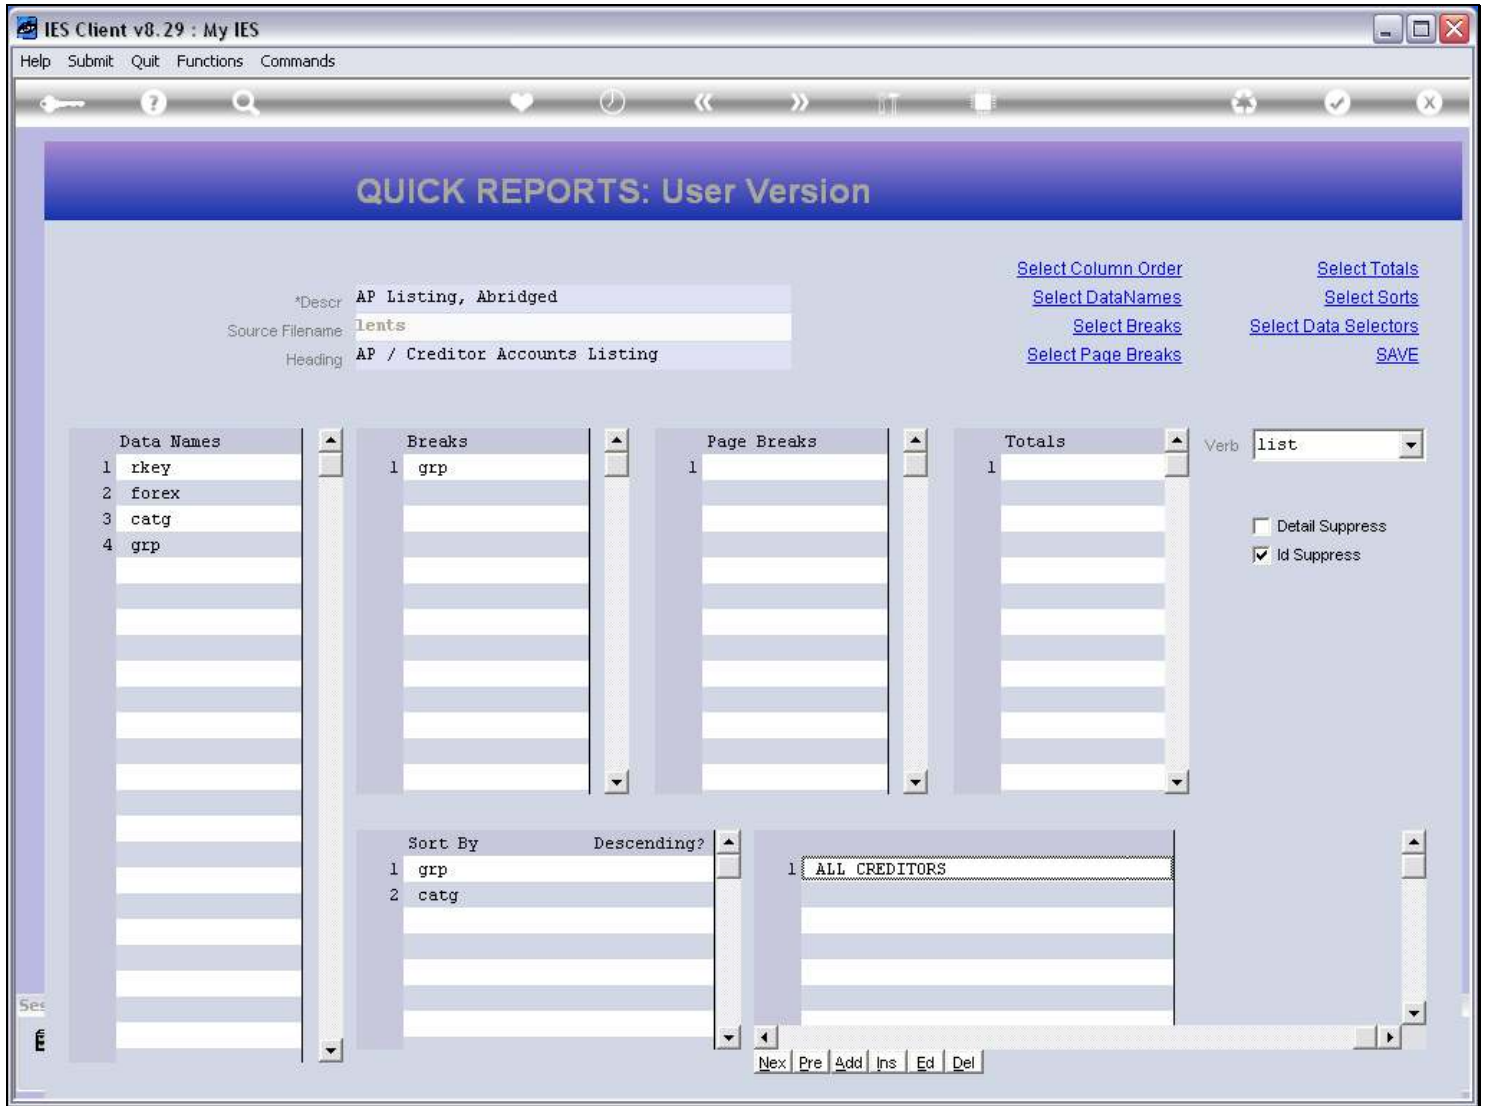 IES Client v8.29 : My IES
Help Submit Quit Functions Commands
QUICK REPORTS: User Version
Select Column Order Select Totals
*Descr AP Listing, Abridged Select DataNames Select Sorts
Source Filename lents Select Breaks Select Data Selectors
Heading AP / Creditor Accounts Listing Select Page Breaks SAVE
Data Names Breaks Page Breaks Totals Verb list
1 rkey 1 grp 1 1
2 forex
3 catg Detail Suppress
4 grp Id Suppress
Sort By Descending?
1 grp 1 ALL CREDITORS
2 catg
Ses
Nex Pre Add Ins Ed Del